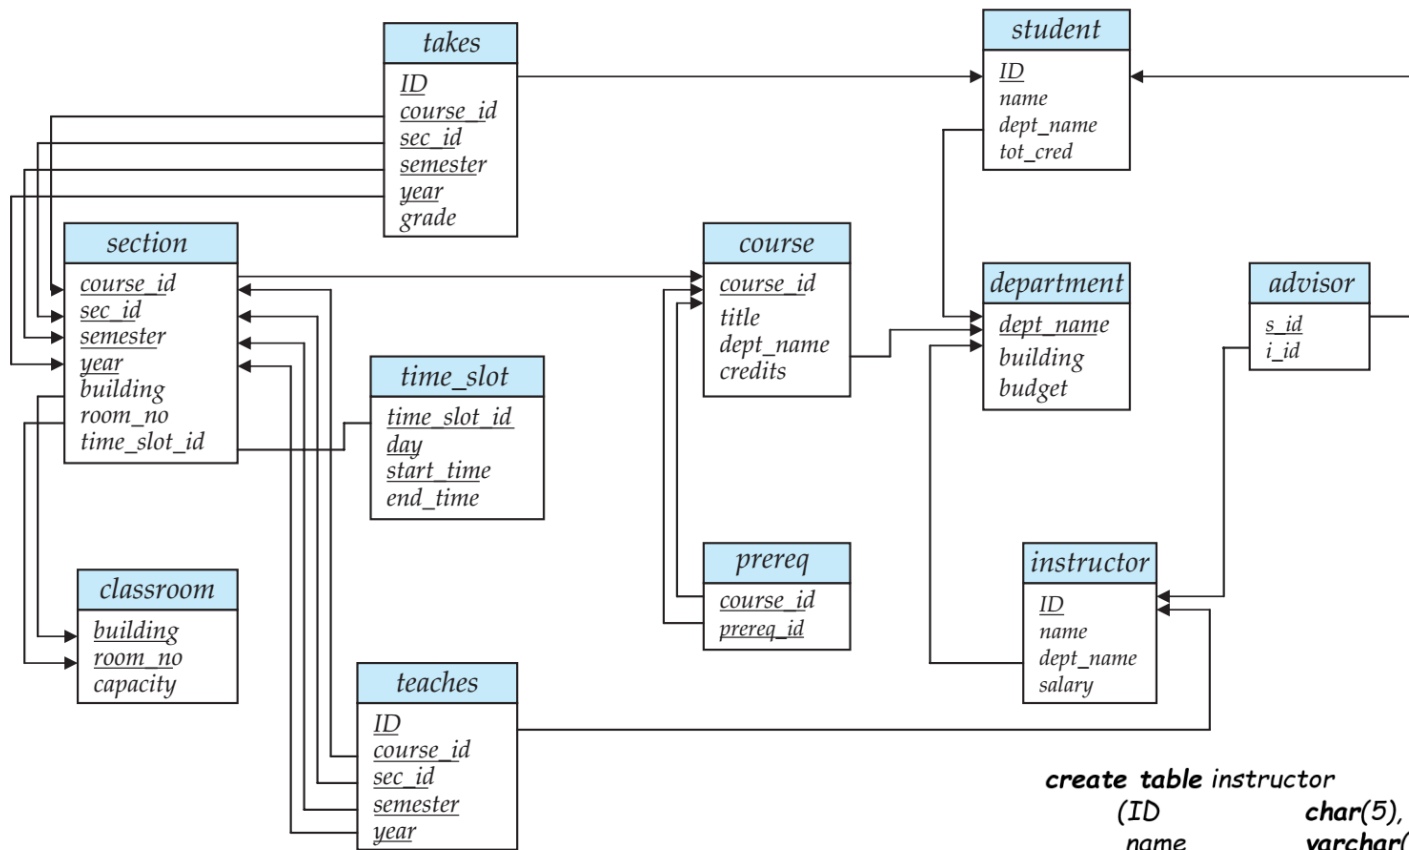 takes
ID
course_id
sec_id
semester
year
grade
student
ID
name
dept_name
tot_cred
section
course_id
sec_id
semester
year
building
room_no
time_slot_id
course
course_id
title
dept_name
credits
department
dept_name
building
budget
advisor
s_id
i_id
time_slot
time_slot_id
day
start_time
end_time
classroom
building
room_no
capacity
prereq
course_id
prereq_id
instructor
ID
name
dept_name
salary
teaches
ID
course_id
sec_id
semester
year
create table instructor
(ID char(5),
name varchar(